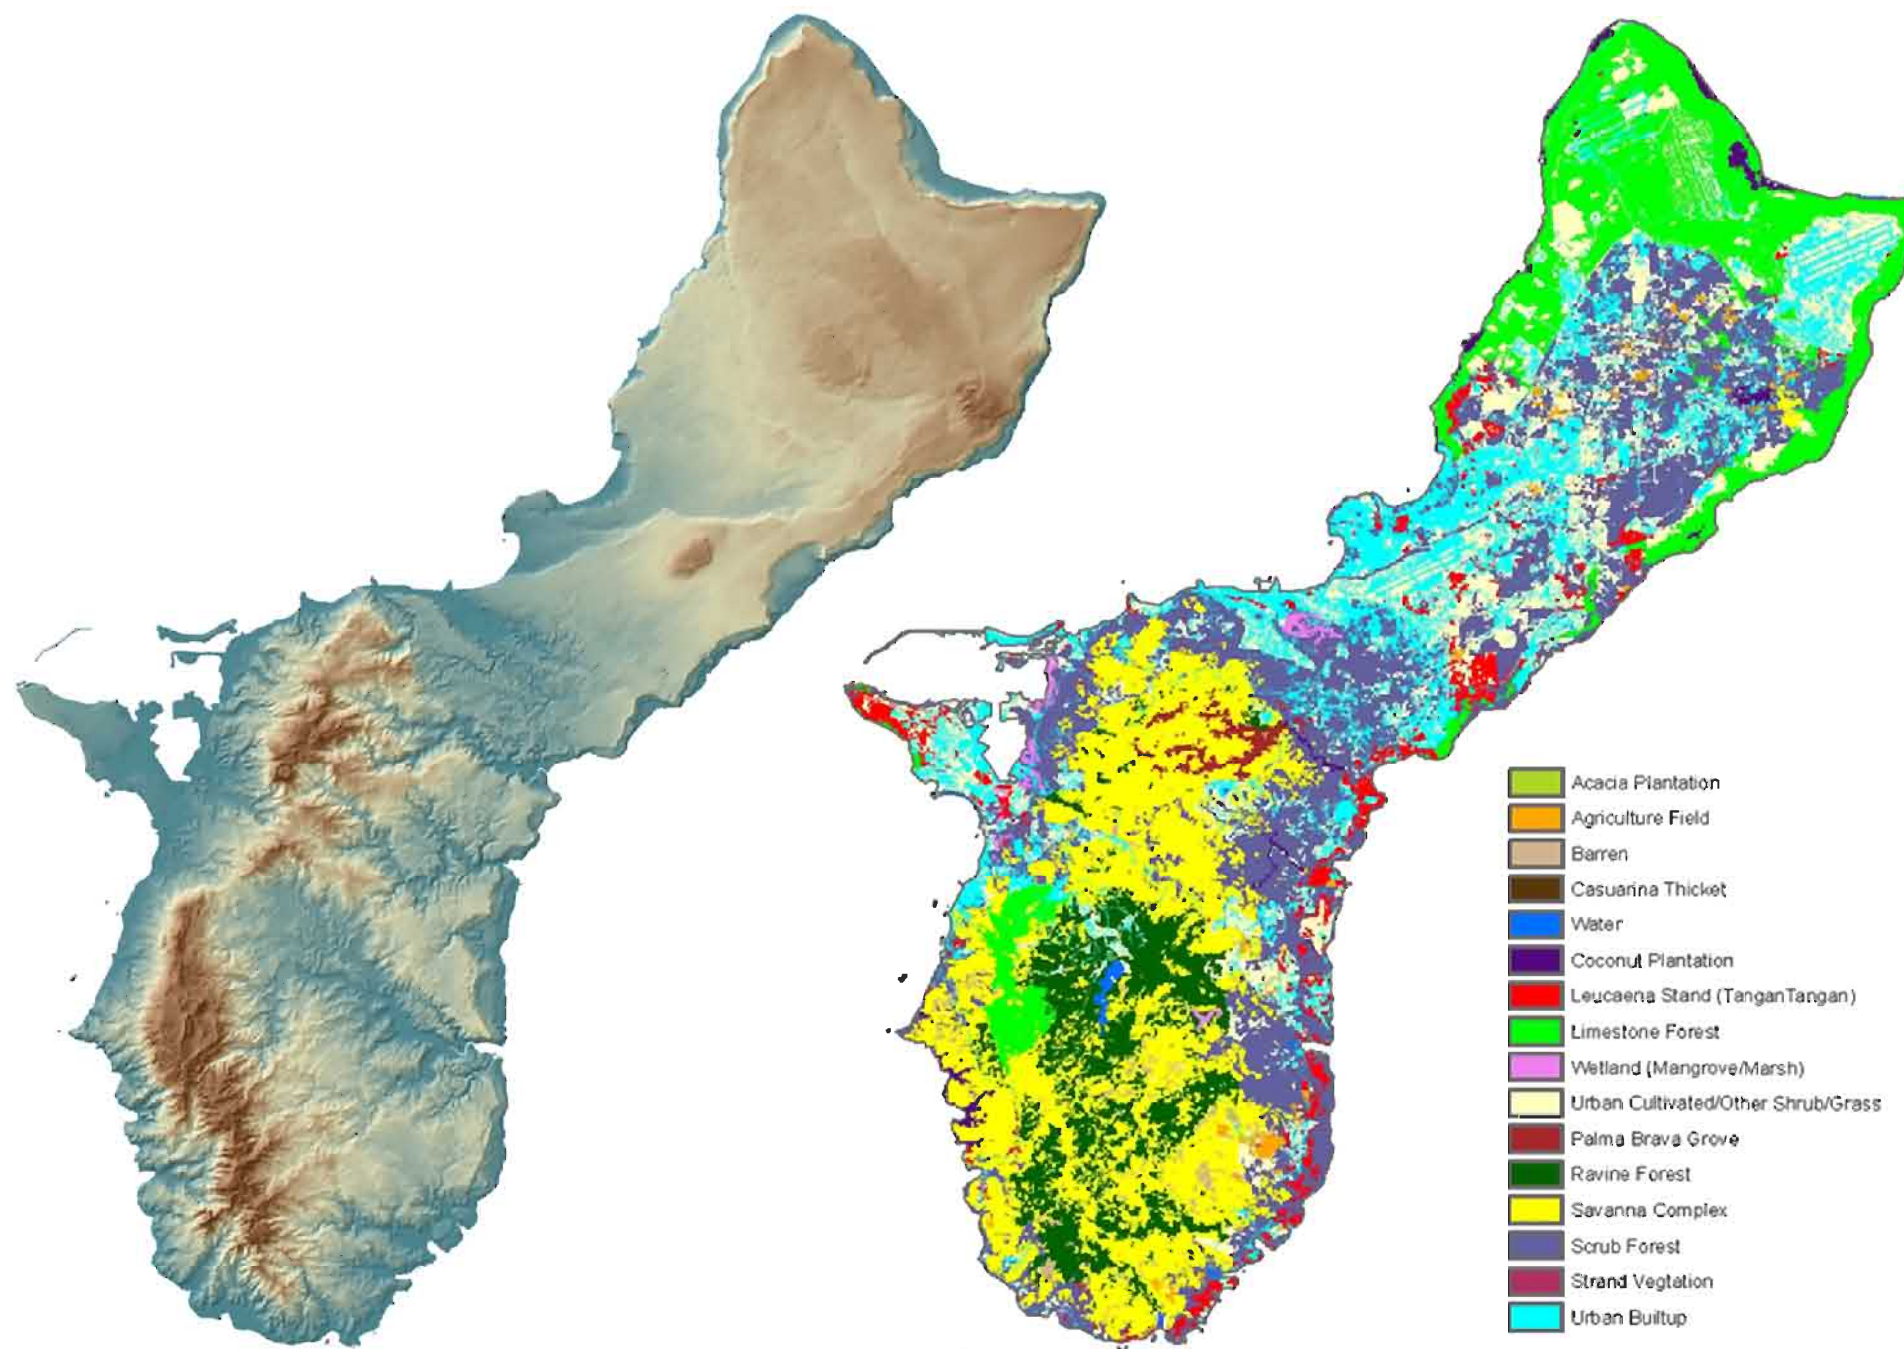 Acacia Plantation
Agriculture Field
Barren
Casuarina Thicket
Water
Coconut Plantation
Leucaena Stand (TanganTangan)
Limestone Forest
Wetland (Mangrove/Marsh)
Urban Cultivated/Other Shrub/Grass
Palma Brava Grove
Ravine Forest
Savanna Complex
Scrub Forest
Strand Vegtation
Urban Builtup